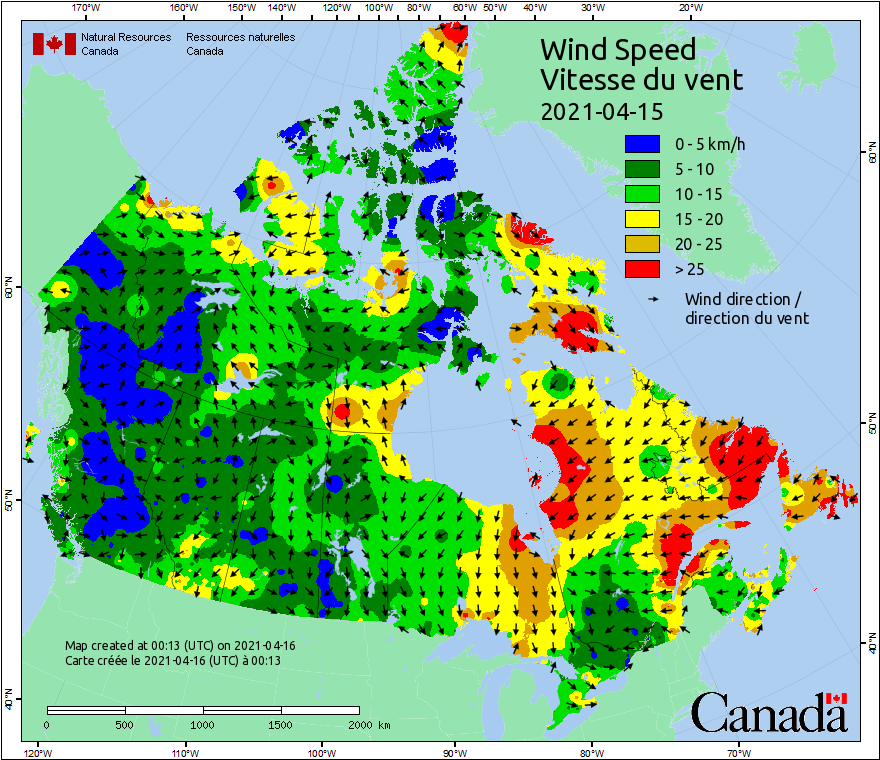 170°W 160°W 150°W 140°W 120°W 100°W 80°W 60°W 50°W 40°W 30°W 20°W
Natural Resources Ressources naturelles
Canada Canada
Wind Speed
Vitesse du vent
2021-04-15
0 - 5 km/h
5 - 10
10 - 15
15 - 20
20 - 25
> 25
Wind direction /
direction du vent
60°N
60°N
50°N
50°N
40°N
40°N
Map created at 00:13 (UTC) on 2021-04-16
Carte créée le 2021-04-16 (UTC) à 00:13
0 500 1000 1500 2000 km
Canada
120°W 110°W 100°W 90°W 80°W 70°W